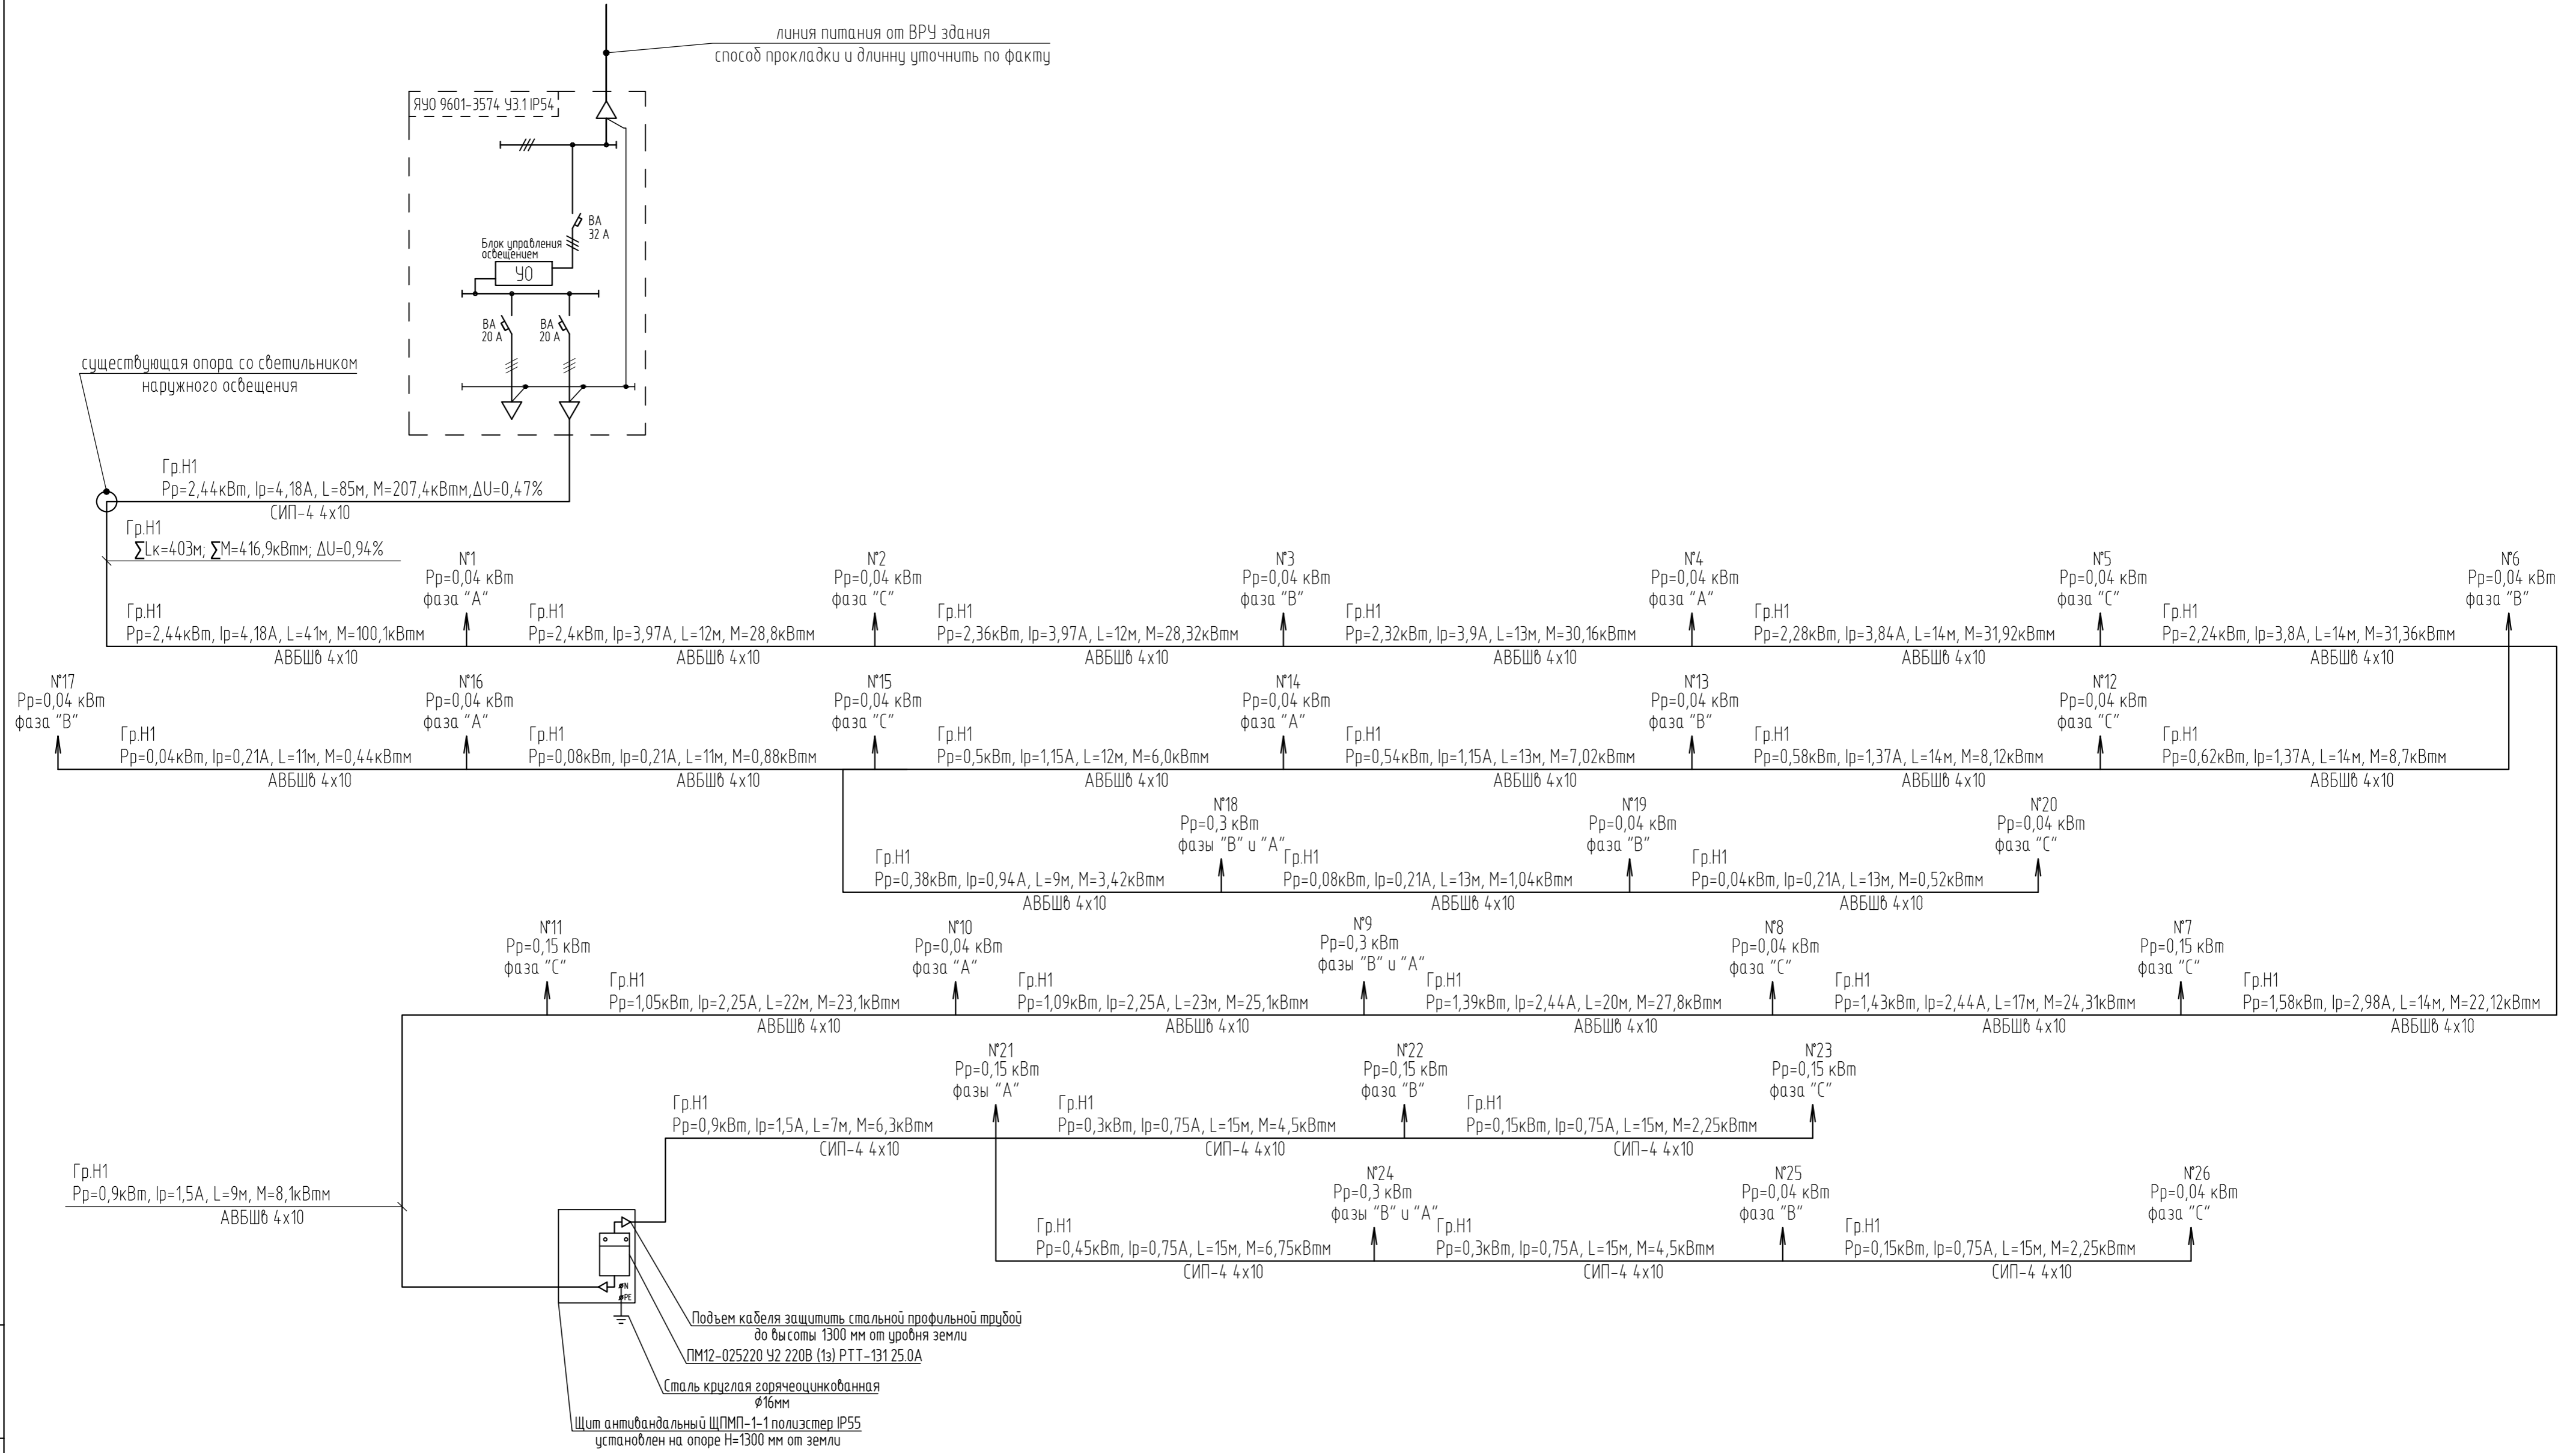 линия питания от ВРУ здания
способ прокладки и длинну уточнить по факту
ЯУО 9601-3574 У3.1 IP54
ВА
32 А
Блок управления
освещением
УО
ВА
20 А
ВА
20 А
существующая опора со светильником
наружного освещения
Гр.Н1
Рр=2,44кВт, Iр=4,18А, L=85м, М=207,4кВтм,ΔU=0,47%
СИП-4 4х10
Гр.Н1
∑Lк=403м; ∑М=416,9кВтм; ΔU=0,94%
№1
Рр=0,04 кВт
фаза "А"
№2
Рр=0,04 кВт
фаза "С"
№3
Рр=0,04 кВт
фаза "В"
№4
Рр=0,04 кВт
фаза "А"
№5
Рр=0,04 кВт
фаза "С"
№6
Рр=0,04 кВт
фаза "В"
Гр.Н1
Рр=2,44кВт, Iр=4,18А, L=41м, М=100,1кВтм
АВБШв 4х10
Гр.Н1
Рр=2,4кВт, Iр=3,97А, L=12м, М=28,8кВтм
АВБШв 4х10
Гр.Н1
Рр=2,36кВт, Iр=3,97А, L=12м, М=28,32кВтм
АВБШв 4х10
Гр.Н1
Рр=2,32кВт, Iр=3,9А, L=13м, М=30,16кВтм
АВБШв 4х10
Гр.Н1
Рр=2,28кВт, Iр=3,84А, L=14м, М=31,92кВтм
АВБШв 4х10
Гр.Н1
Рр=2,24кВт, Iр=3,8А, L=14м, М=31,36кВтм
АВБШв 4х10
№17
Рр=0,04 кВт
фаза "В"
№16
Рр=0,04 кВт
фаза "А"
№15
Рр=0,04 кВт
фаза "С"
№14
Рр=0,04 кВт
фаза "А"
№13
Рр=0,04 кВт
фаза "В"
№12
Рр=0,04 кВт
фаза "С"
Гр.Н1
Рр=0,04кВт, Iр=0,21А, L=11м, М=0,44кВтм
АВБШв 4х10
Гр.Н1
Рр=0,08кВт, Iр=0,21А, L=11м, М=0,88кВтм
АВБШв 4х10
Гр.Н1
Рр=0,5кВт, Iр=1,15А, L=12м, М=6,0кВтм
АВБШв 4х10
Гр.Н1
Рр=0,54кВт, Iр=1,15А, L=13м, М=7,02кВтм
АВБШв 4х10
Гр.Н1
Рр=0,58кВт, Iр=1,37А, L=14м, М=8,12кВтм
АВБШв 4х10
Гр.Н1
Рр=0,62кВт, Iр=1,37А, L=14м, М=8,7кВтм
АВБШв 4х10
№18
Рр=0,3 кВт
фазы "В" и "А"
№19
Рр=0,04 кВт
фаза "В"
№20
Рр=0,04 кВт
фаза "С"
Гр.Н1
Рр=0,38кВт, Iр=0,94А, L=9м, М=3,42кВтм
АВБШв 4х10
Гр.Н1
Рр=0,08кВт, Iр=0,21А, L=13м, М=1,04кВтм
АВБШв 4х10
Гр.Н1
Рр=0,04кВт, Iр=0,21А, L=13м, М=0,52кВтм
АВБШв 4х10
№11
Рр=0,15 кВт
фаза "С"
№10
Рр=0,04 кВт
фаза "А"
№9
Рр=0,3 кВт
фазы "В" и "А"
№8
Рр=0,04 кВт
фаза "С"
№7
Рр=0,15 кВт
фаза "С"
Гр.Н1
Рр=1,05кВт, Iр=2,25А, L=22м, М=23,1кВтм
АВБШв 4х10
Гр.Н1
Рр=1,09кВт, Iр=2,25А, L=23м, М=25,1кВтм
АВБШв 4х10
Гр.Н1
Рр=1,39кВт, Iр=2,44А, L=20м, М=27,8кВтм
АВБШв 4х10
Гр.Н1
Рр=1,43кВт, Iр=2,44А, L=17м, М=24,31кВтм
АВБШв 4х10
Гр.Н1
Рр=1,58кВт, Iр=2,98А, L=14м, М=22,12кВтм
АВБШв 4х10
№21
Рр=0,15 кВт
фазы "А"
№22
Рр=0,15 кВт
фаза "В"
№23
Рр=0,15 кВт
фаза "С"
Гр.Н1
Рр=0,9кВт, Iр=1,5А, L=7м, М=6,3кВтм
СИП-4 4х10
Гр.Н1
Рр=0,3кВт, Iр=0,75А, L=15м, М=4,5кВтм
СИП-4 4х10
Гр.Н1
Рр=0,15кВт, Iр=0,75А, L=15м, М=2,25кВтм
СИП-4 4х10
Гр.Н1
Рр=0,9кВт, Iр=1,5А, L=9м, М=8,1кВтм
АВБШв 4х10
№24
Рр=0,3 кВт
фазы "В" и "А"
№25
Рр=0,04 кВт
фаза "В"
№26
Рр=0,04 кВт
фаза "С"
Гр.Н1
Рр=0,45кВт, Iр=0,75А, L=15м, М=6,75кВтм
СИП-4 4х10
Гр.Н1
Рр=0,3кВт, Iр=0,75А, L=15м, М=4,5кВтм
СИП-4 4х10
Гр.Н1
Рр=0,15кВт, Iр=0,75А, L=15м, М=2,25кВтм
СИП-4 4х10
N
PE
Подъем кабеля защитить стальной профильной трубой
до высоты 1300 мм от уровня земли
ПМ12-025220 У2 220В (1з) РТТ-131 25.0А
Сталь круглая горячеоцинкованная
⌀16мм
Щит антивандальный ЩПМП-1-1 полиэстер IP55
установлен на опоре Н=1300 мм от земли